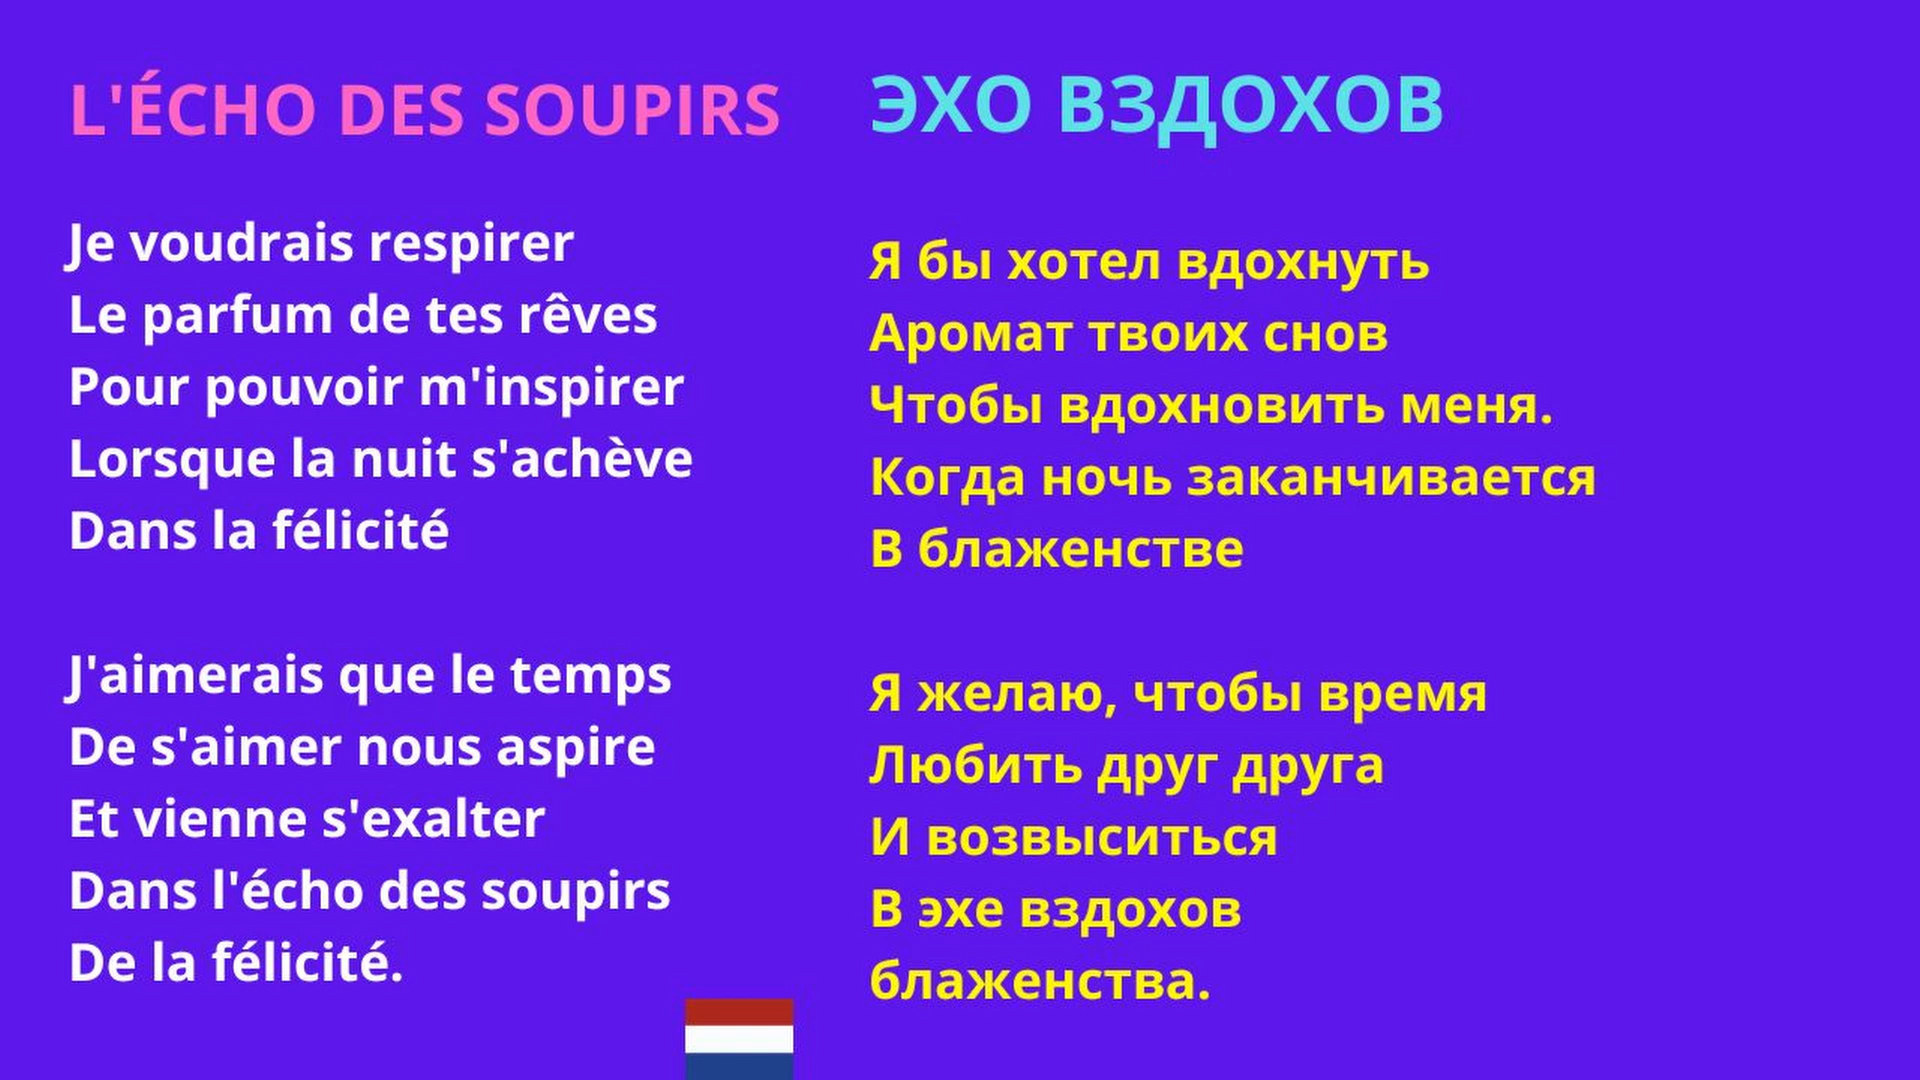 L'ÉCHO DES SOUPIRS
Je voudrais respirer
Le parfum de tes rêves
Pour pouvoir m'inspirer
Lorsque la nuit s'achève
Dans la félicité
J'aimerais que le temps
De s'aimer nous aspire
Et vienne s'exalter
Dans l'écho des soupirs
De la félicité.
ЭХО ВЗДОХОВ
Я бы хотел вдохнуть
Аромат твоих снов
Чтобы вдохновить меня.
Когда ночь заканчивается
В блаженстве
Я желаю, чтобы время
Любить друг друга
И возвыситься
В эхе вздохов
блаженства.